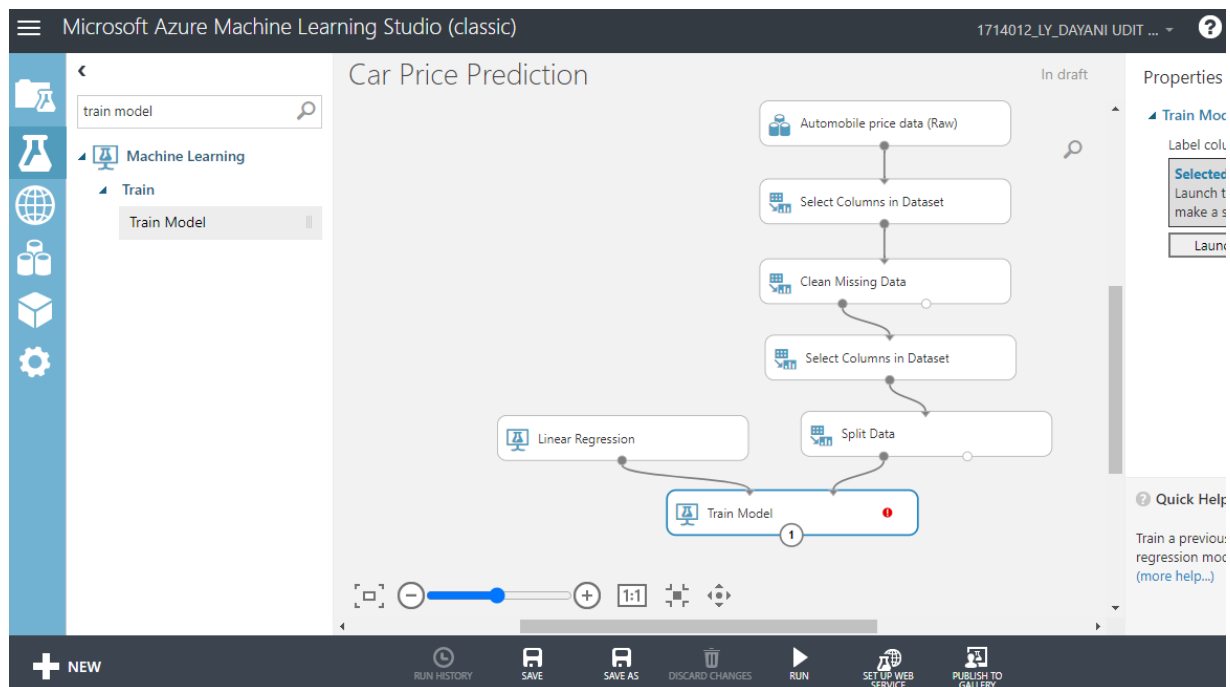 Microsoft Azure Machine Learning Studio (classic)
1714012_LY_DAYANI UDIT ...
?
train model
Machine Learning
Train
Train Model
Car Price Prediction
In draft
Automobile price data (Raw)
Select Columns in Dataset
Clean Missing Data
Select Columns in Dataset
Split Data
Linear Regression
Train Model
1
1:1
Properties
Train Mod
Label colu
Selected
Launch t
make a s
Launc
? Quick Help
Train a previous
regression mod
(more help...)
NEW
RUN HISTORY
SAVE
SAVE AS
DISCARD CHANGES
RUN
SET UP WEB
SERVICE
PUBLISH TO
GALLERY